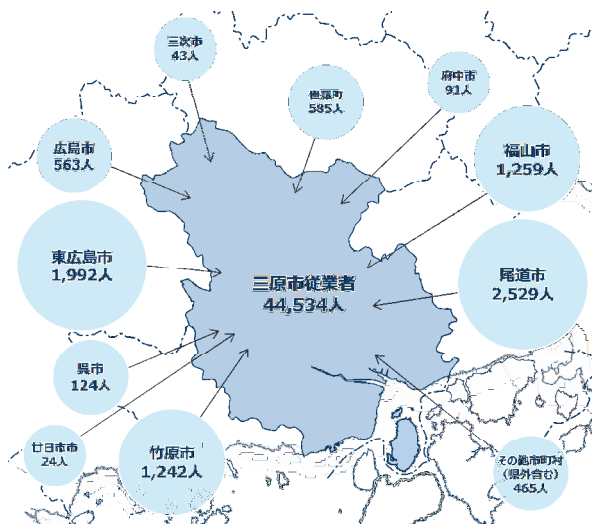 三次市
43人
世羅町
585人
府中市
91人
広島市
563人
福山市
1,259人
東広島市
1,992人
三原市従業者
44,534人
尾道市
2,529人
呉市
124人
廿日市市
24人
竹原市
1,242人
その他市町村
（県外含む）
465人